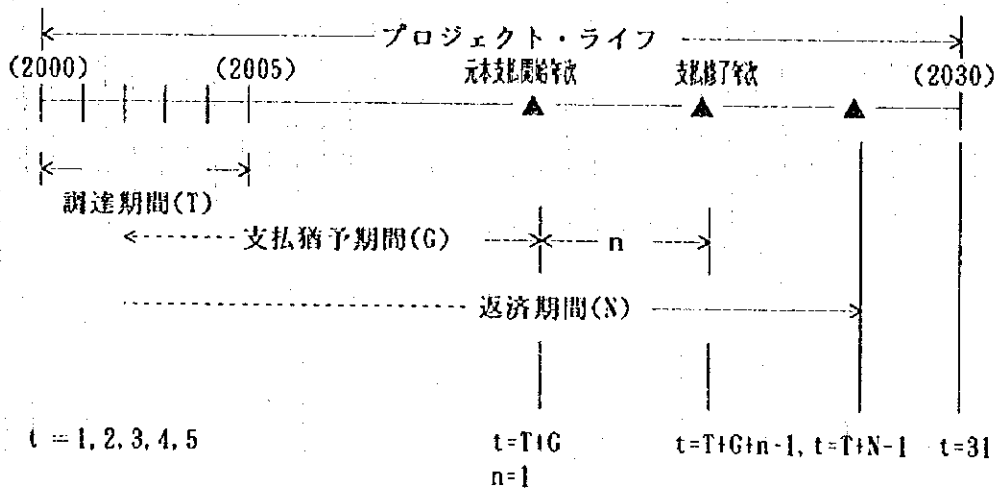 プロジェクト・ライフ
(2000) (2005) 元本支払開始年次 支払修了年次 (2030)
調達期間(T)
支払猶予期間(G) n
返済期間(N)
t = 1, 2, 3, 4, 5 t=T+G t=T+G+n-1, t=T+N-1 t=31
n=1